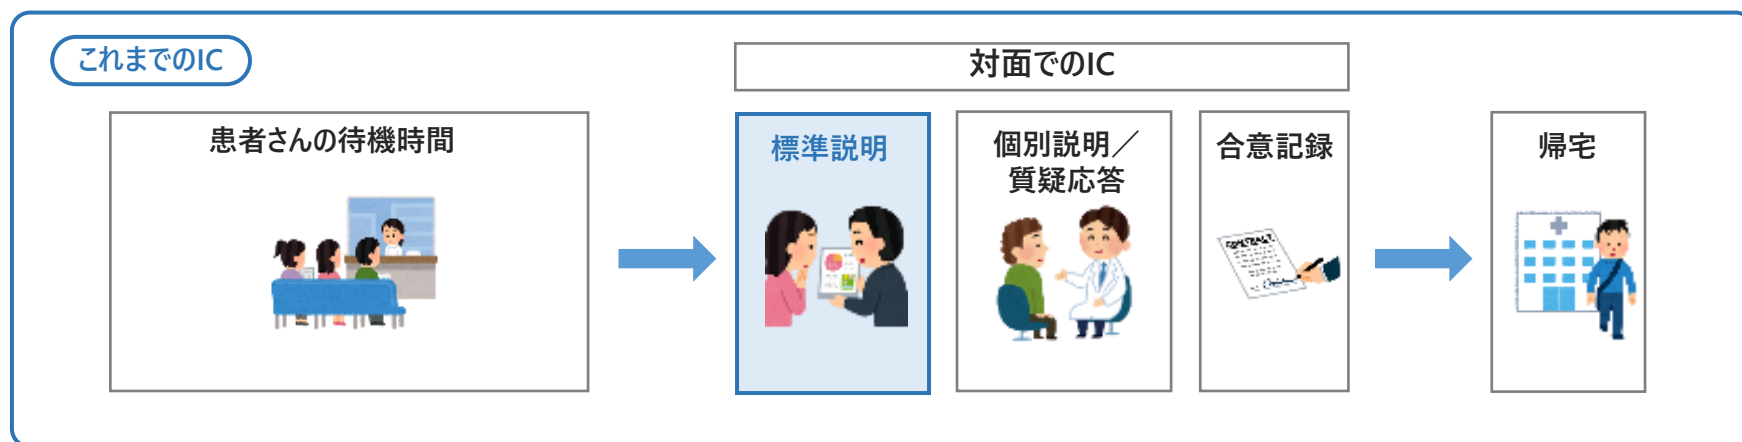 これまでのIC
対面でのIC
患者さんの待機時間
標準説明
個別説明／
質疑応答
合意記録
帰宅
CONTRACT